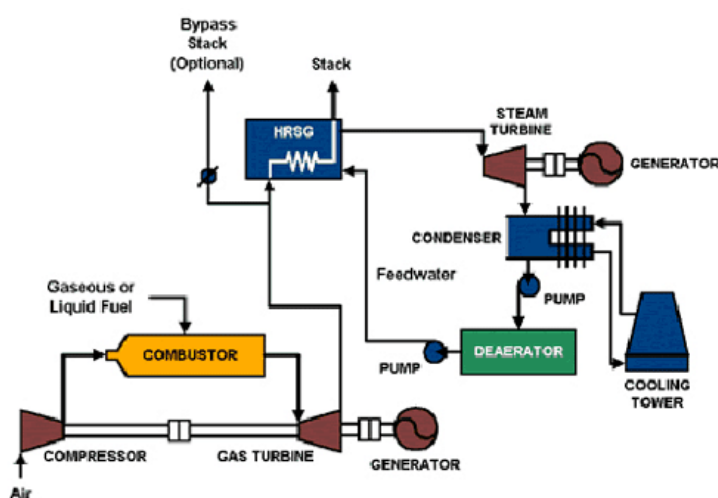 Bypass
Stack
(Optional)
Stack
HRSG
STEAM
TURBINE
GENERATOR
CONDENSER
Feedwater
PUMP
Gaseous or
Liquid Fuel
COMBUSTOR
PUMP
DEAERATOR
COOLING
TOWER
COMPRESSOR
GAS TURBINE
GENERATOR
Air